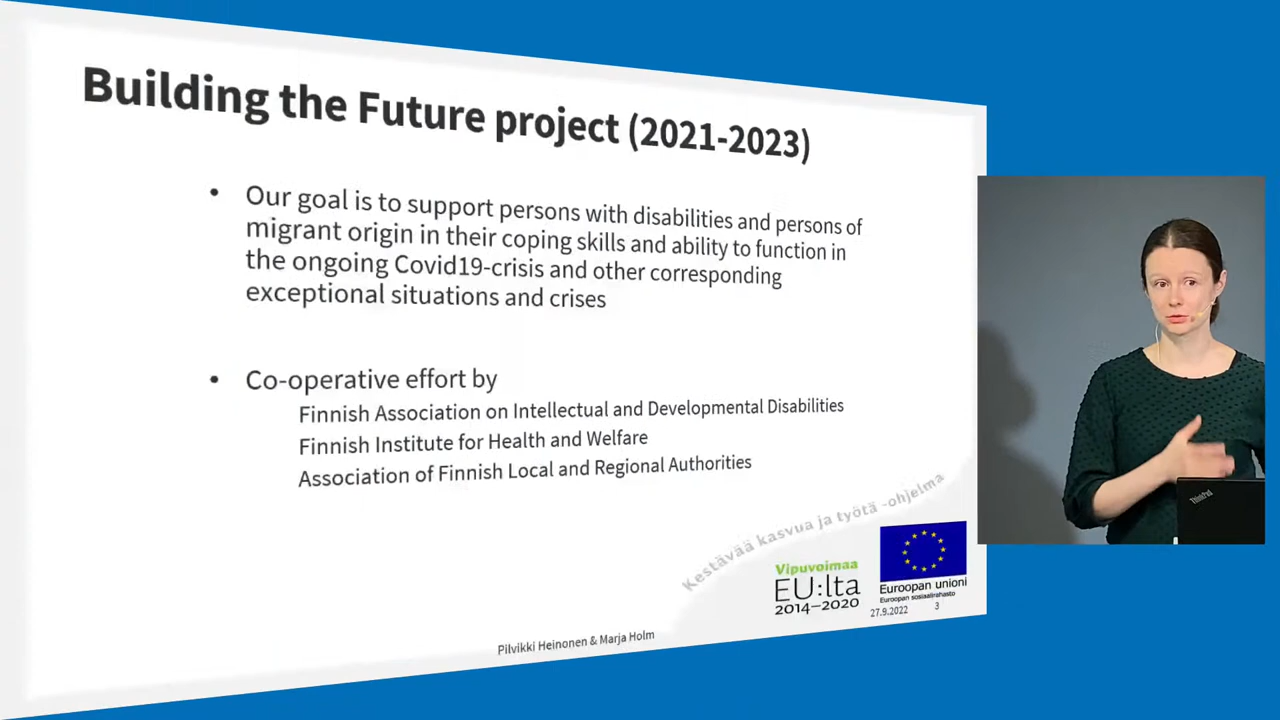 Building the Future project (2021-2023)
• Our goal is to support persons with disabilities and persons of
migrant origin in their coping skills and ability to function in
the ongoing Covid19-crisis and other corresponding
exceptional situations and crises
• Co-operative effort by
Finnish Association on Intellectual and Developmental Disabilities
Finnish Institute for Health and Welfare
Association of Finnish Local and Regional Authorities
Kestävää kasvua ja työtä -ohjelma
Vipuvoimaa
EU:lta
2014–2020
Euroopan unioni
Euroopan sosiaalirahasto
27.9.2022 3
Pilvikki Heinonen & Marja Holm
ThinkPad